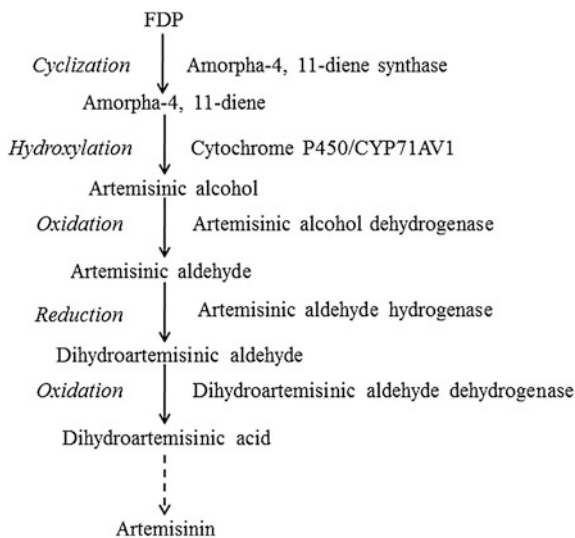 FDP
Cyclization Amorpha-4, 11-diene synthase
Amorpha-4, 11-diene
Hydroxylation Cytochrome P450/CYP71AV1
Artemisinic alcohol
Oxidation Artemisinic alcohol dehydrogenase
Artemisinic aldehyde
Reduction Artemisinic aldehyde hydrogenase
Dihydroartemisinic aldehyde
Oxidation Dihydroartemisinic aldehyde dehydrogenase
Dihydroartemisinic acid
Artemisinin